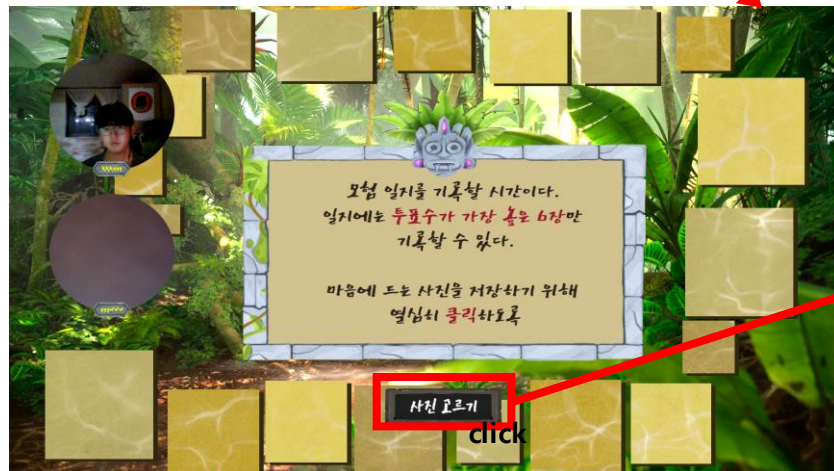 모험 일지를 기록할 시간이다.
일지에는 투표수가 가장 높은 6장만
기록할 수 있다.
마음에 드는 사진을 저장하기 위해
열심히 클릭하도록
사진 고르기
click